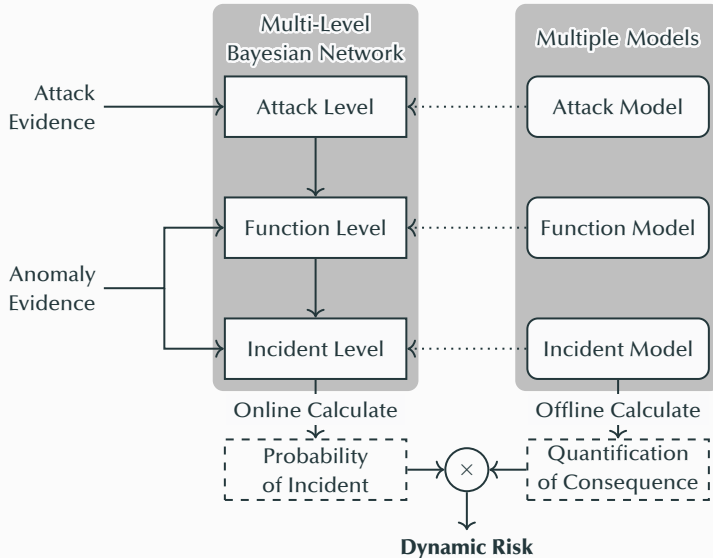 Multi-Level
Bayesian Network
Multiple Models
Attack
Evidence
Attack Level
Attack Model
Function Level
Function Model
Anomaly
Evidence
Incident Level
Incident Model
Online Calculate
Offline Calculate
Probability
of Incident
×
Quantification
of Consequence
Dynamic Risk